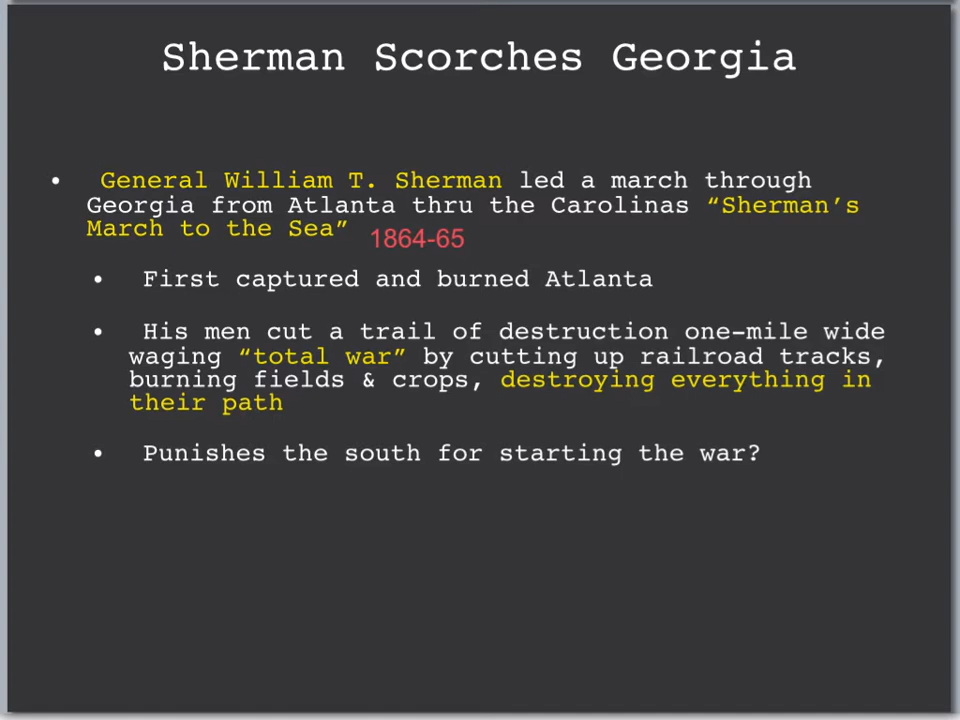 Sherman Scorches Georgia
• General William T. Sherman led a march through
Georgia from Atlanta thru the Carolinas “Sherman’s
March to the Sea” 1864-65
• First captured and burned Atlanta
• His men cut a trail of destruction one-mile wide
waging “total war” by cutting up railroad tracks,
burning fields & crops, destroying everything in
their path
• Punishes the south for starting the war?